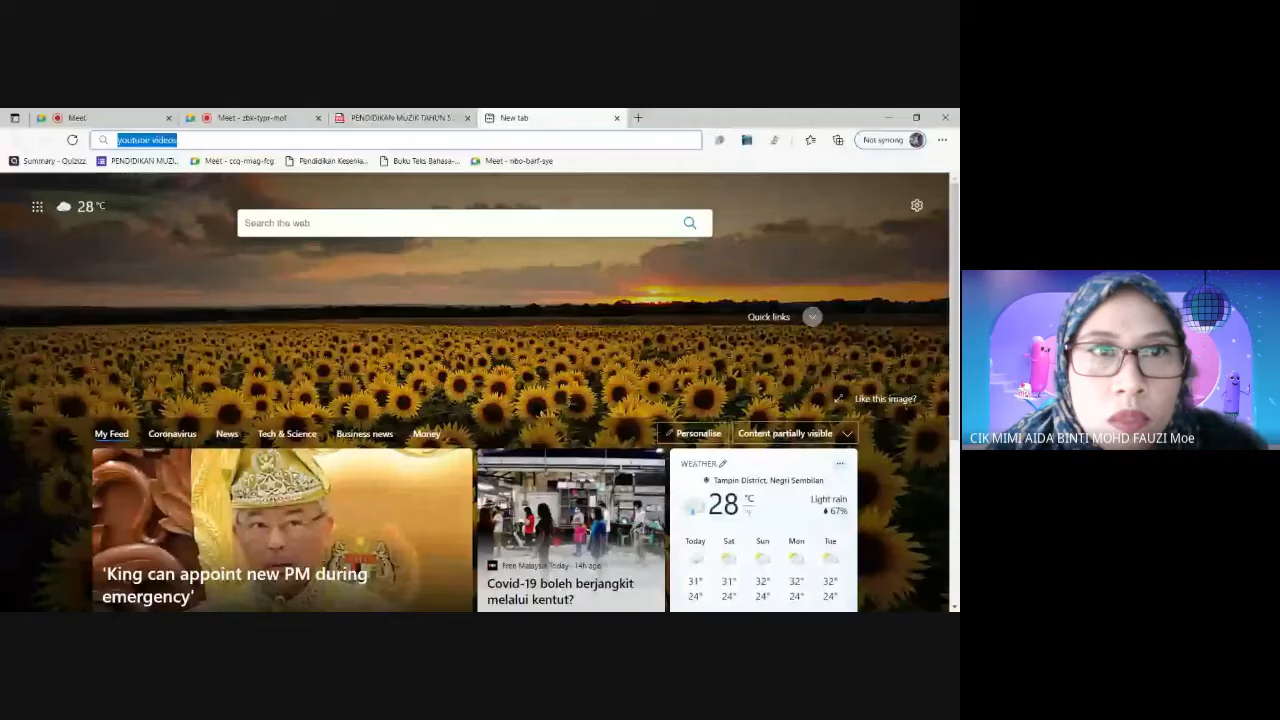 Meet
Meet - zbk-typr-mof
PENDIDIKAN MUZIK TAHUN 5...
New tab
youtube videos
Not syncing
Summary - Quizizz
PENDIDIKAN MUZI...
Meet - ccg-rmag-fcg
Pendidikan Kesenia...
Buku Teks Bahasa-...
Meet - nbo-barf-sye
28 °C
Search the web
Quick links
Like this image?
My Feed
Coronavirus
News
Tech & Science
Business news
Money
Personalise
Content partially visible
'King can appoint new PM during
emergency'
Free Malaysia Today · 14h ago
Covid-19 boleh berjangkit
melalui kentut?
WEATHER
Tampin District, Negri Sembilan
28 °C
°F
Light rain
67%
Today Sat Sun Mon Tue
31° 31° 32° 32° 32°
24° 24° 24° 24° 24°
CIK MIMI AIDA BINTI MOHD FAUZI Moe